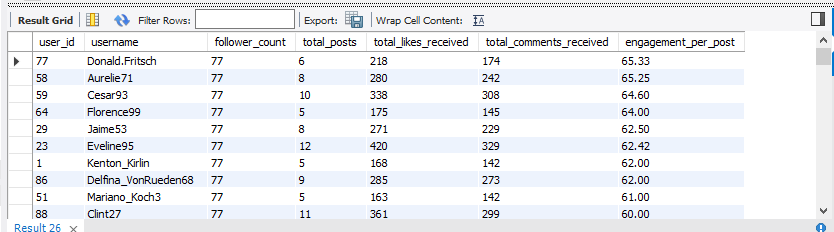 Result Grid Filter Rows: Export: Wrap Cell Content: IA
user_id username follower_count total_posts total_likes_received total_comments_received engagement_per_post
77 Donald.Fritsch 77 6 218 174 65.33
58 Aurelie71 77 8 280 242 65.25
59 Cesar93 77 10 338 308 64.60
64 Florence99 77 5 175 145 64.00
29 Jaime53 77 8 271 229 62.50
23 Eveline95 77 12 420 329 62.42
1 Kenton_Kirlin 77 5 168 142 62.00
86 Delfina_VonRueden68 77 9 285 273 62.00
51 Mariano_Koch3 77 5 163 142 61.00
88 Clint27 77 11 361 299 60.00
Result 26